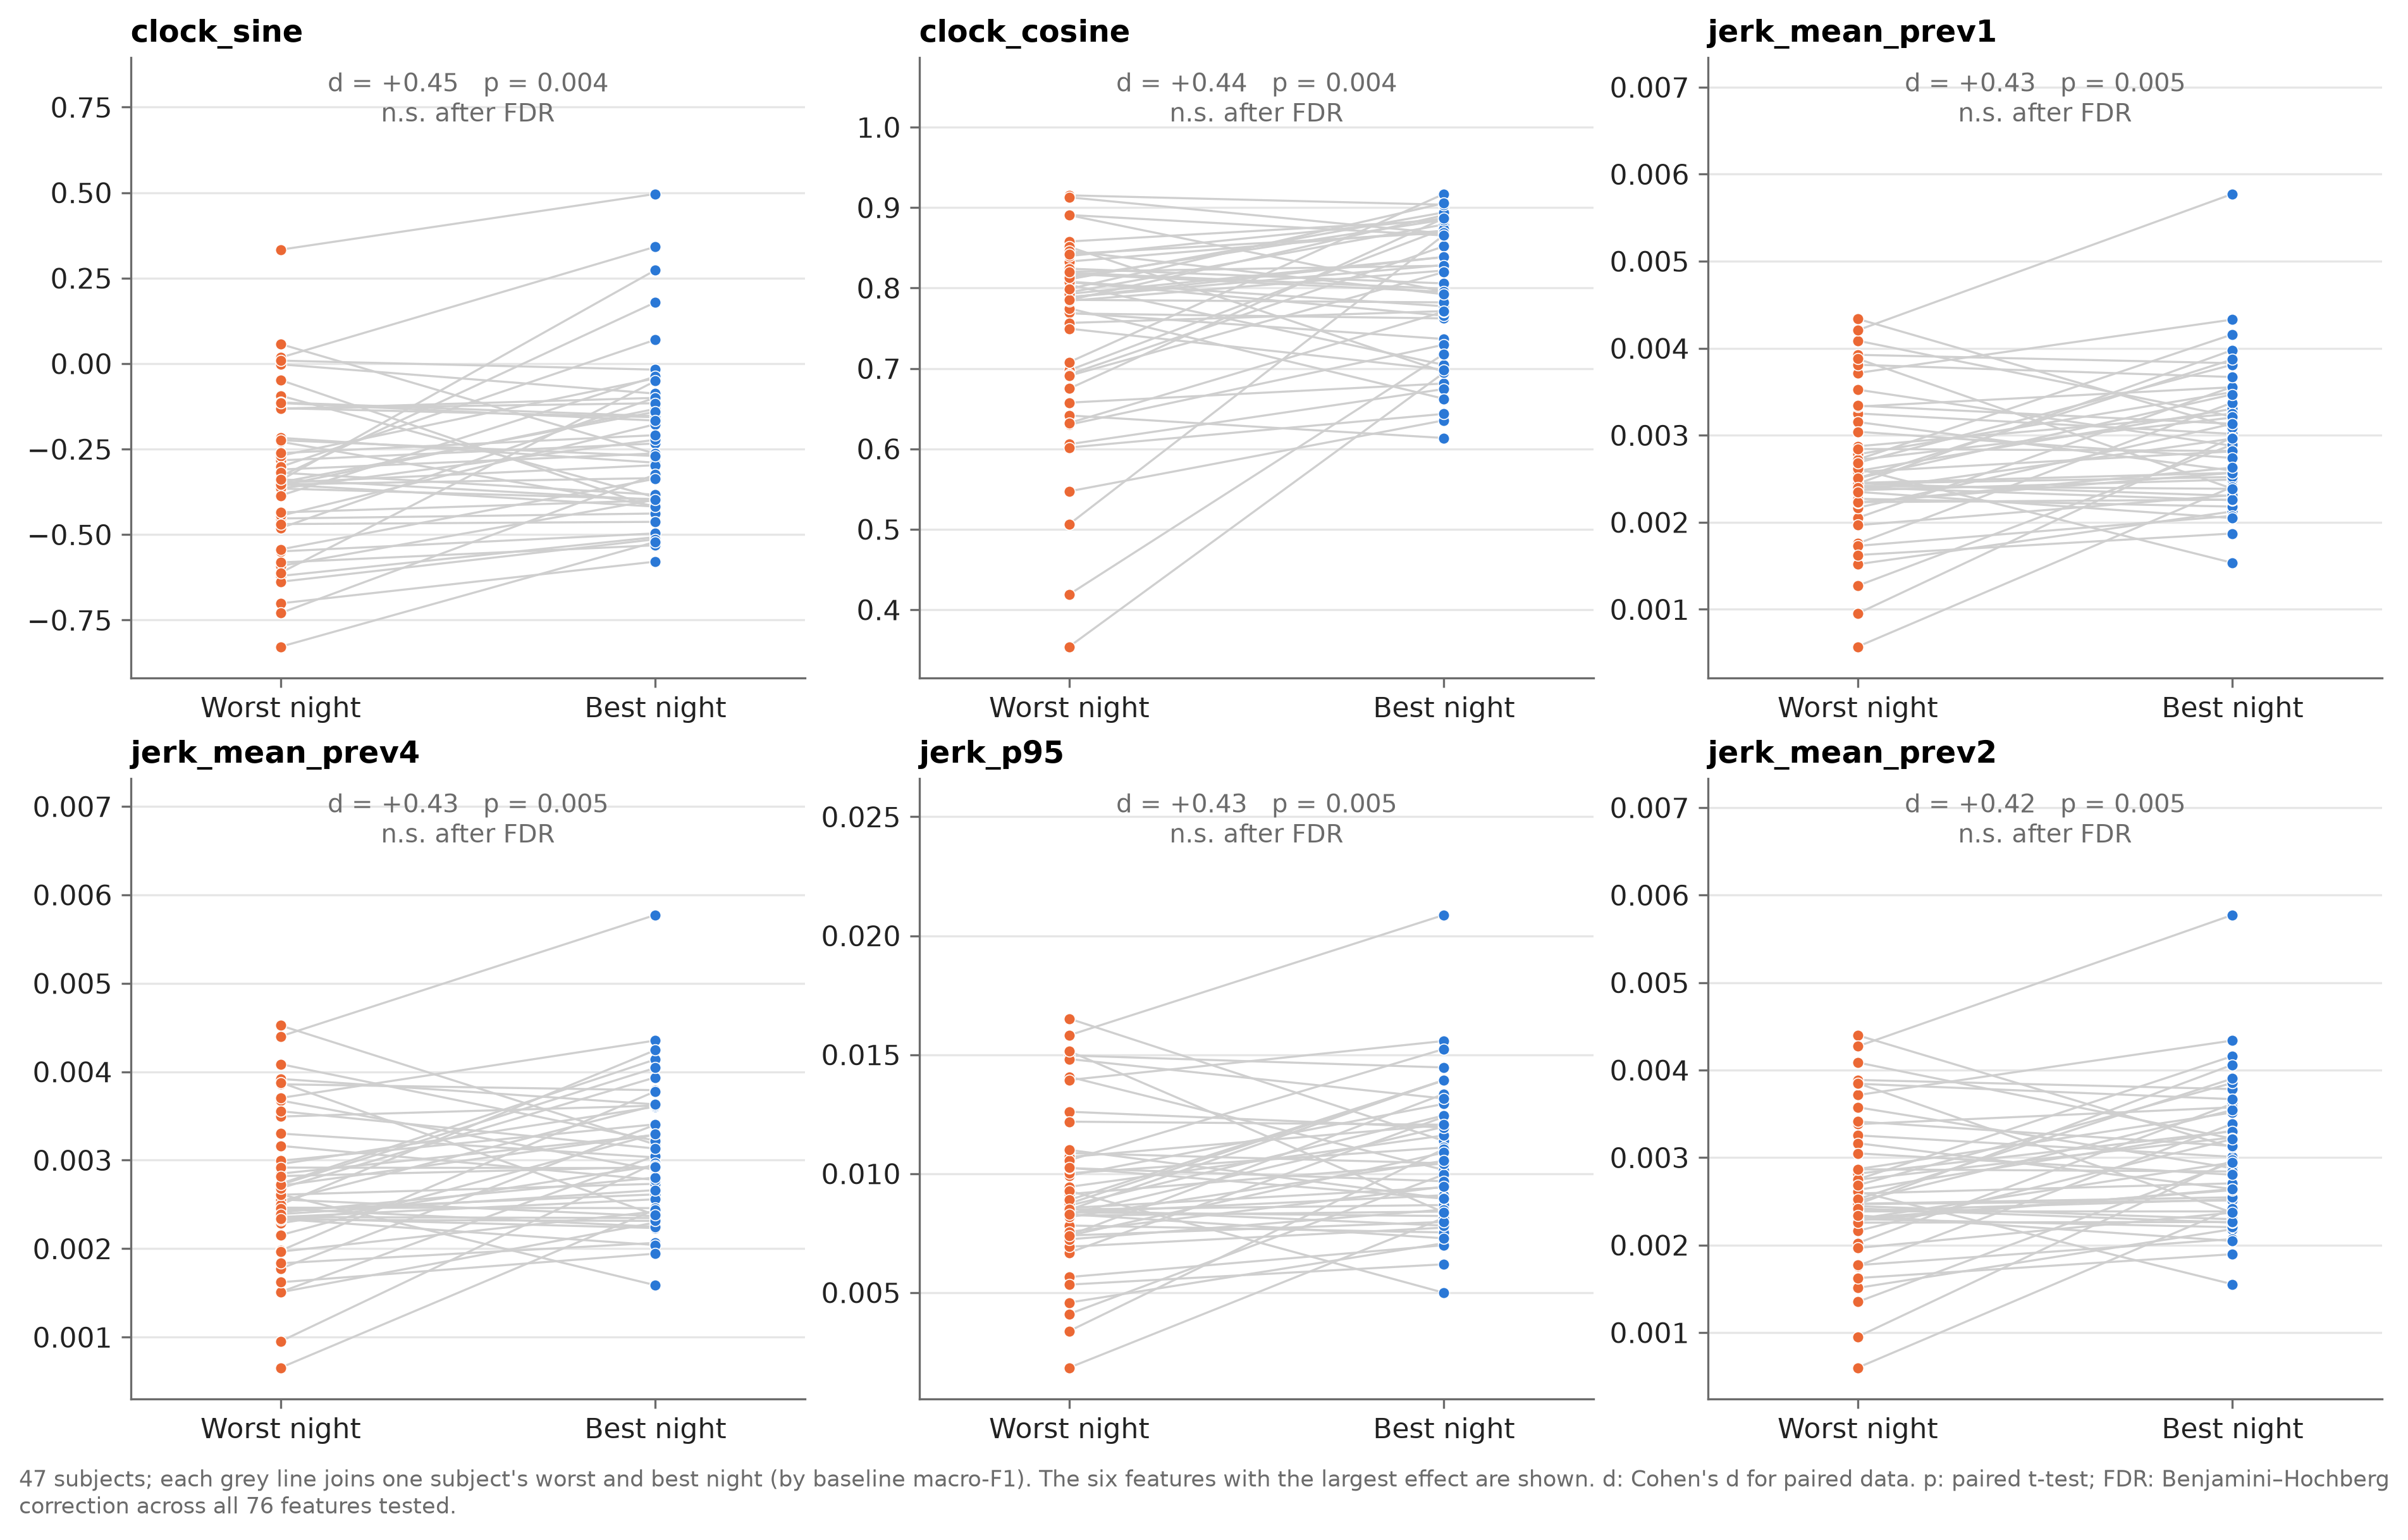 clock_sine
d = +0.45   p = 0.004
n.s. after FDR
0.75
0.50
0.25
0.00
−0.25
−0.50
−0.75
Worst night
Best night
clock_cosine
d = +0.44   p = 0.004
n.s. after FDR
1.0
0.9
0.8
0.7
0.6
0.5
0.4
Worst night
Best night
jerk_mean_prev1
d = +0.43   p = 0.005
n.s. after FDR
0.007
0.006
0.005
0.004
0.003
0.002
0.001
Worst night
Best night
jerk_mean_prev4
d = +0.43   p = 0.005
n.s. after FDR
0.007
0.006
0.005
0.004
0.003
0.002
0.001
Worst night
Best night
jerk_p95
d = +0.43   p = 0.005
n.s. after FDR
0.025
0.020
0.015
0.010
0.005
Worst night
Best night
jerk_mean_prev2
d = +0.42   p = 0.005
n.s. after FDR
0.007
0.006
0.005
0.004
0.003
0.002
0.001
Worst night
Best night
47 subjects; each grey line joins one subject's worst and best night (by baseline macro-F1). The six features with the largest effect are shown. d: Cohen's d for paired data. p: paired t-test; FDR: Benjamini–Hochberg
correction across all 76 features tested.